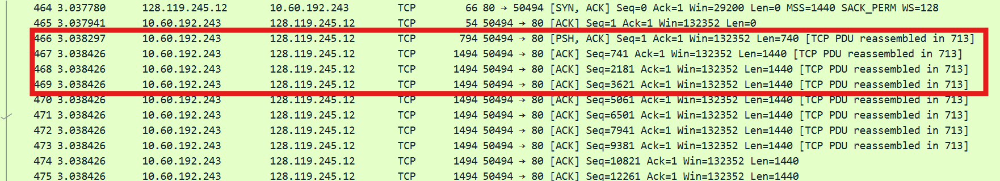 464 3.037780 128.119.245.12 10.60.192.243 TCP 66 80 → 50494 [SYN, ACK] Seq=0 Ack=1 Win=29200 Len=0 MSS=1440 SACK_PERM WS=128
465 3.037941 10.60.192.243 128.119.245.12 TCP 54 50494 → 80 [ACK] Seq=1 Ack=1 Win=132352 Len=0
466 3.038297 10.60.192.243 128.119.245.12 TCP 794 50494 → 80 [PSH, ACK] Seq=1 Ack=1 Win=132352 Len=740 [TCP PDU reassembled in 713]
467 3.038426 10.60.192.243 128.119.245.12 TCP 1494 50494 → 80 [ACK] Seq=741 Ack=1 Win=132352 Len=1440 [TCP PDU reassembled in 713]
468 3.038426 10.60.192.243 128.119.245.12 TCP 1494 50494 → 80 [ACK] Seq=2181 Ack=1 Win=132352 Len=1440 [TCP PDU reassembled in 713]
469 3.038426 10.60.192.243 128.119.245.12 TCP 1494 50494 → 80 [ACK] Seq=3621 Ack=1 Win=132352 Len=1440 [TCP PDU reassembled in 713]
470 3.038426 10.60.192.243 128.119.245.12 TCP 1494 50494 → 80 [ACK] Seq=5061 Ack=1 Win=132352 Len=1440 [TCP PDU reassembled in 713]
471 3.038426 10.60.192.243 128.119.245.12 TCP 1494 50494 → 80 [ACK] Seq=6501 Ack=1 Win=132352 Len=1440 [TCP PDU reassembled in 713]
472 3.038426 10.60.192.243 128.119.245.12 TCP 1494 50494 → 80 [ACK] Seq=7941 Ack=1 Win=132352 Len=1440 [TCP PDU reassembled in 713]
473 3.038426 10.60.192.243 128.119.245.12 TCP 1494 50494 → 80 [ACK] Seq=9381 Ack=1 Win=132352 Len=1440 [TCP PDU reassembled in 713]
474 3.038426 10.60.192.243 128.119.245.12 TCP 1494 50494 → 80 [ACK] Seq=10821 Ack=1 Win=132352 Len=1440
475 3.038426 10.60.192.243 128.119.245.12 TCP 1494 50494 → 80 [ACK] Seq=12261 Ack=1 Win=132352 Len=1440